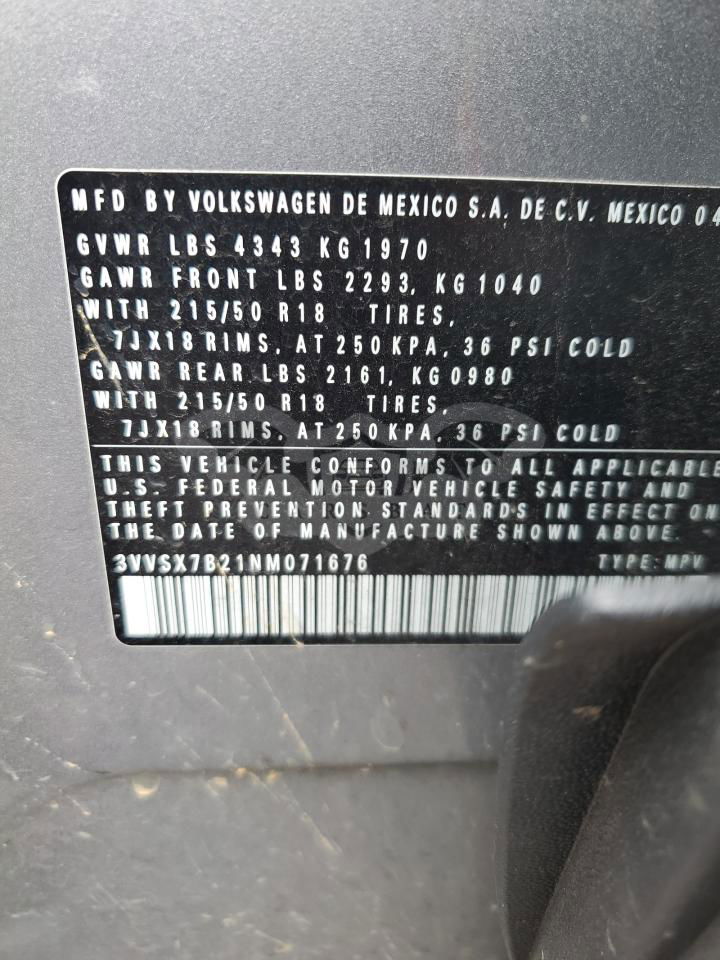 MFD BY VOLKSWAGEN DE MEXICO S.A. DE C.V. MEXICO 04
GVWR LBS 4343 KG 1970
GAWR FRONT LBS 2293, KG 1040
WITH 215/50 R18 TIRES,
7JX18 RIMS, AT 250 KPA, 36 PSI COLD
GAWR REAR LBS 2161, KG 0980
WITH 215/50 R18 TIRES,
7JX18 RIMS, AT 250 KPA, 36 PSI COLD
THIS VEHICLE CONFORMS TO ALL APPLICABLE
U.S. FEDERAL MOTOR VEHICLE SAFETY AND
THEFT PREVENTION STANDARDS IN EFFECT ON
THE DATE OF MANUFACTURE SHOWN ABOVE.
3VVSX7B21NM071676 TYPE: MPV